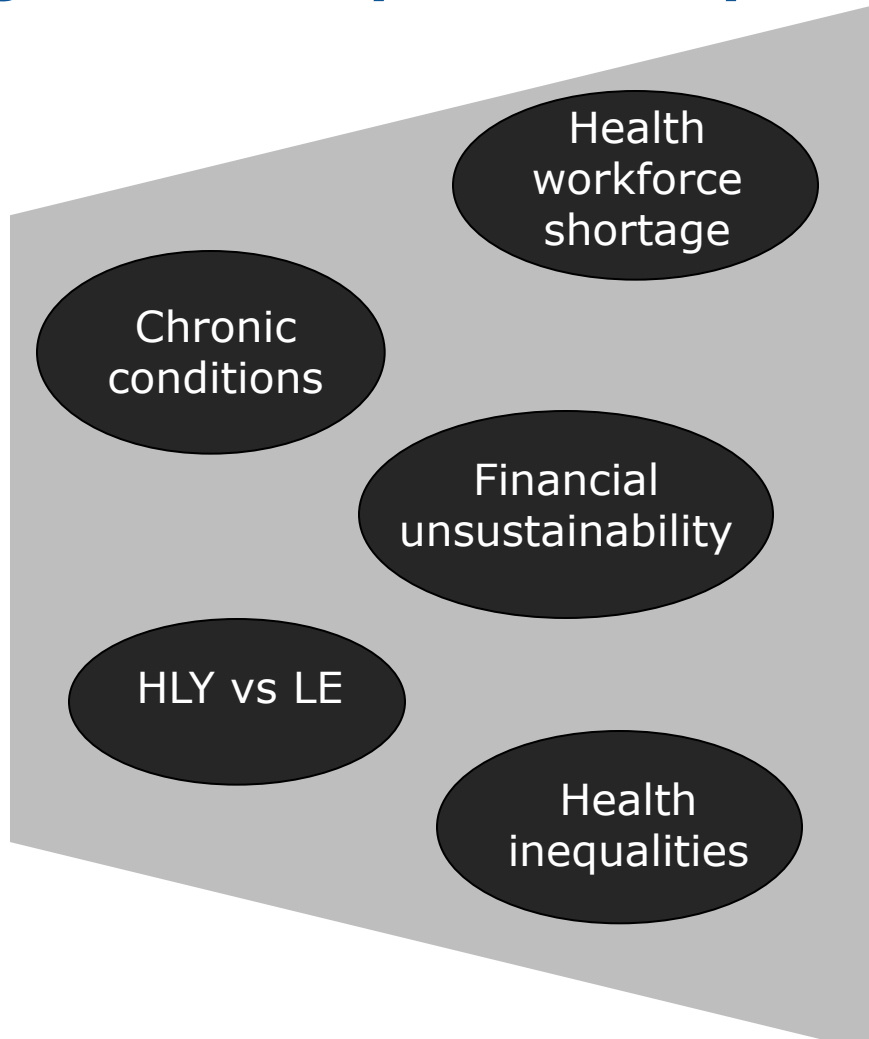 Health
workforce
shortage
Chronic
conditions
Financial
unsustainability
HLY vs LE
Health
inequalities